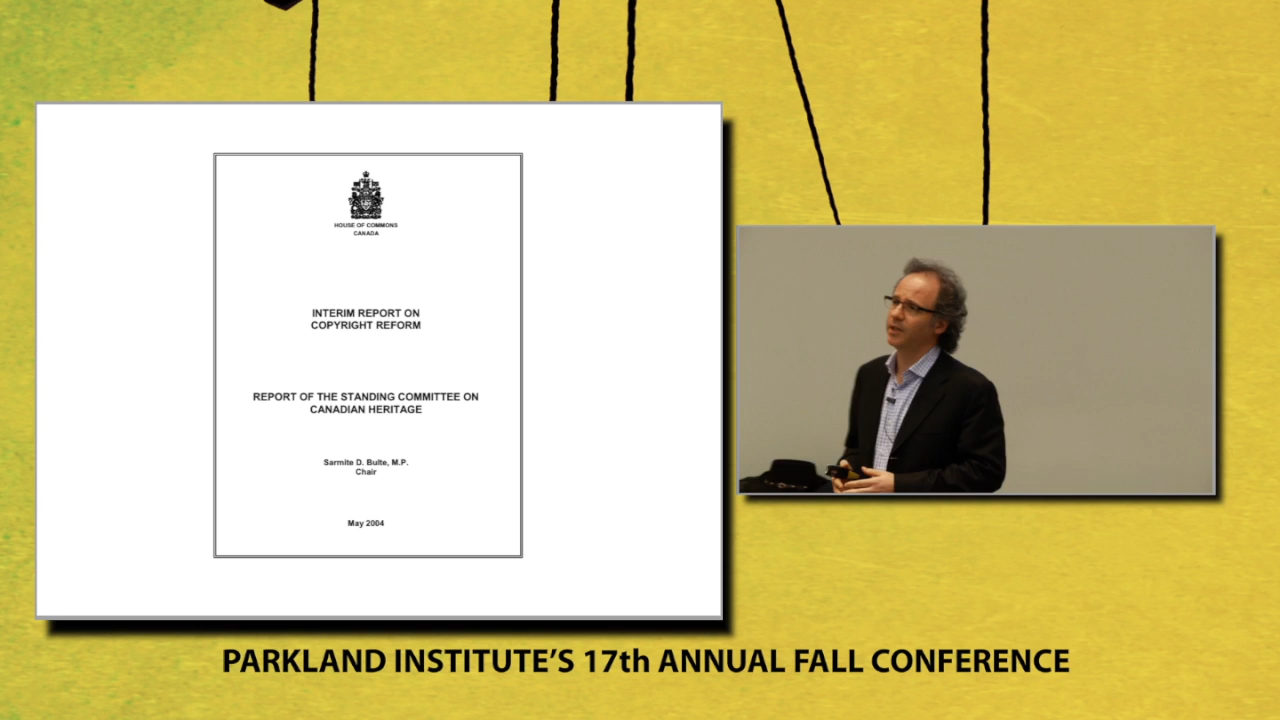 HOUSE OF COMMONS
CANADA
INTERIM REPORT ON
COPYRIGHT REFORM
REPORT OF THE STANDING COMMITTEE ON
CANADIAN HERITAGE
Sarmite D. Bulte, M.P.
Chair
May 2004
PARKLAND INSTITUTE’S 17th ANNUAL FALL CONFERENCE